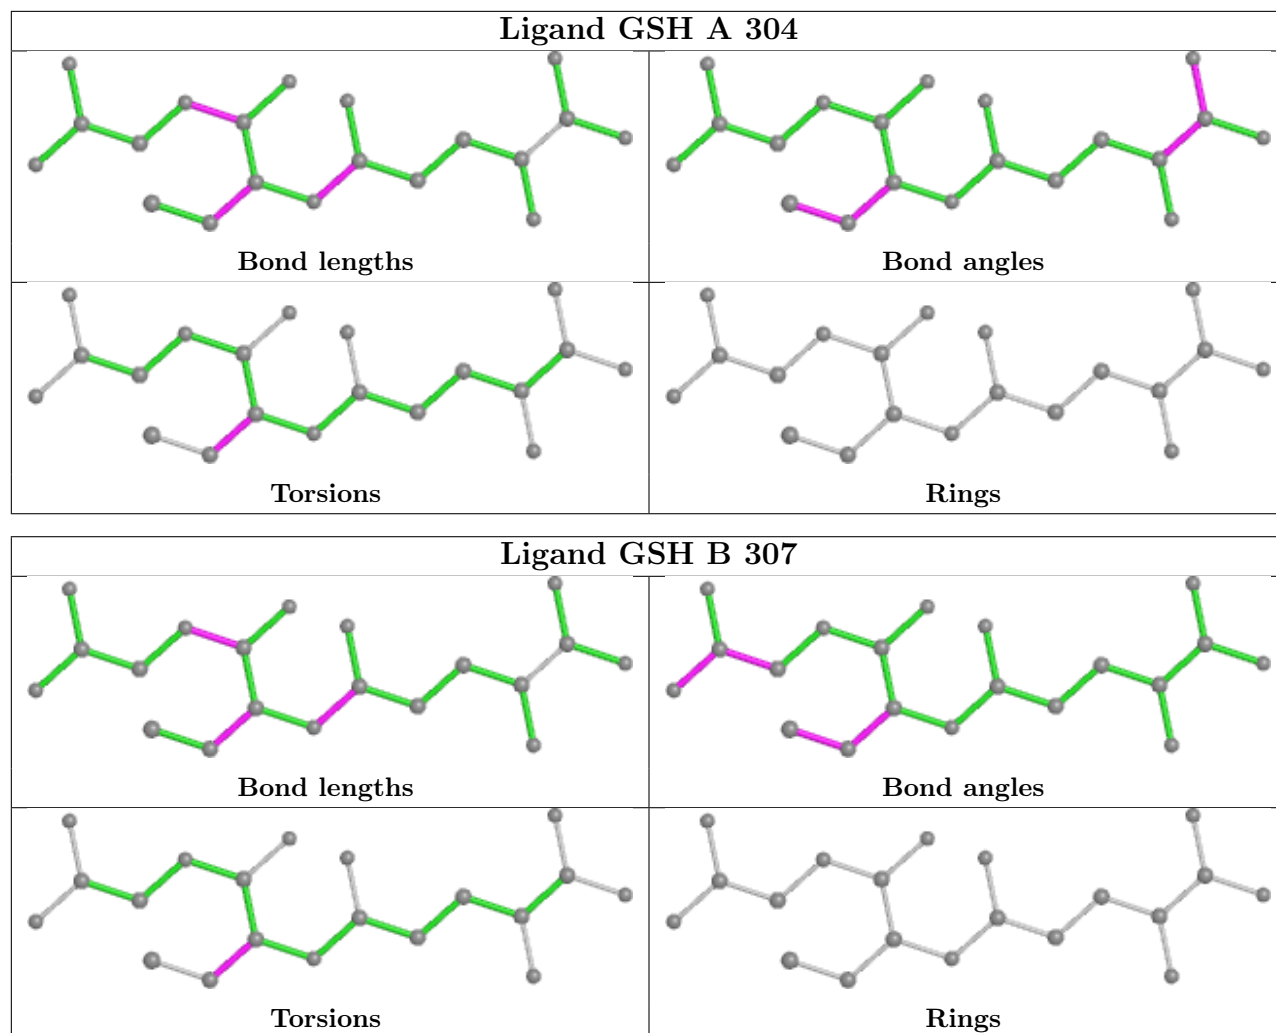 Ligand GSH A 304
Bond lengths
Bond angles
Torsions
Rings
Ligand GSH B 307
Bond lengths
Bond angles
Torsions
Rings